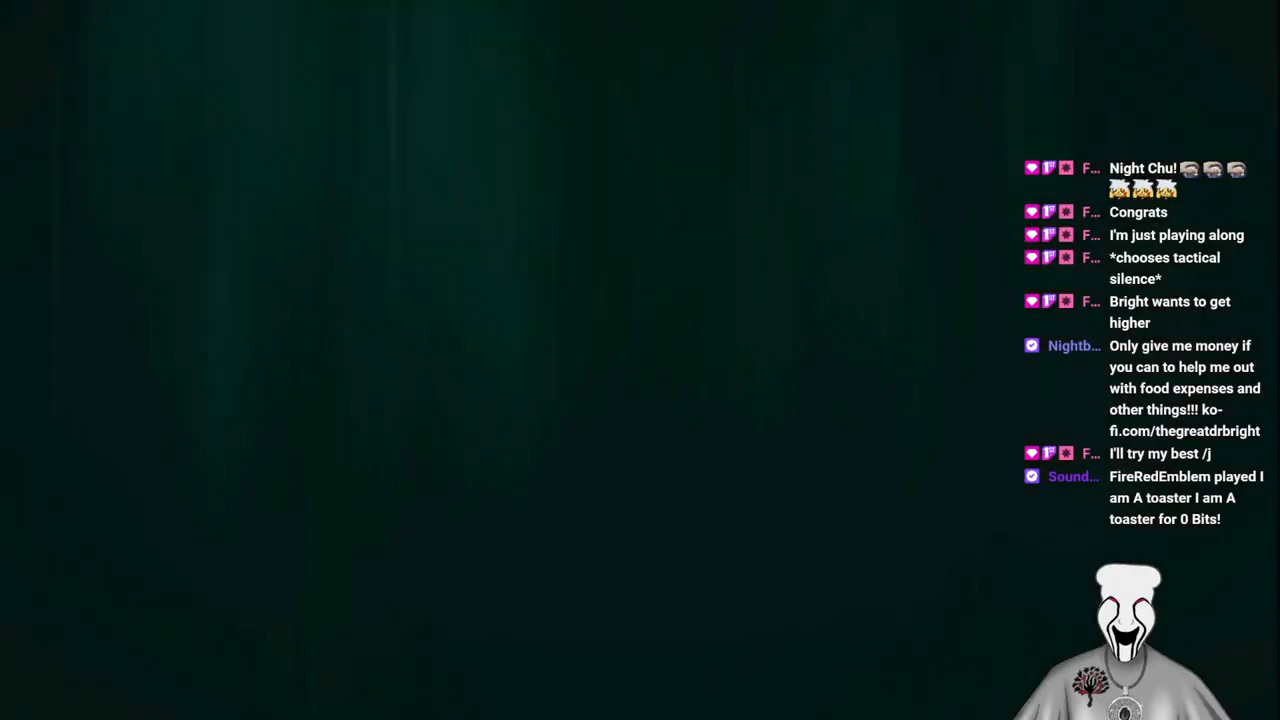 F... Night Chu!
F... Congrats
F... I'm just playing along
F... *chooses tactical
silence*
F... Bright wants to get
higher
Nightb... Only give me money if
you can to help me out
with food expenses and
other things!!! ko-
fi.com/thegreatdrbright
F... I'll try my best /j
Sound... FireRedEmblem played I
am A toaster I am A
toaster for 0 Bits!